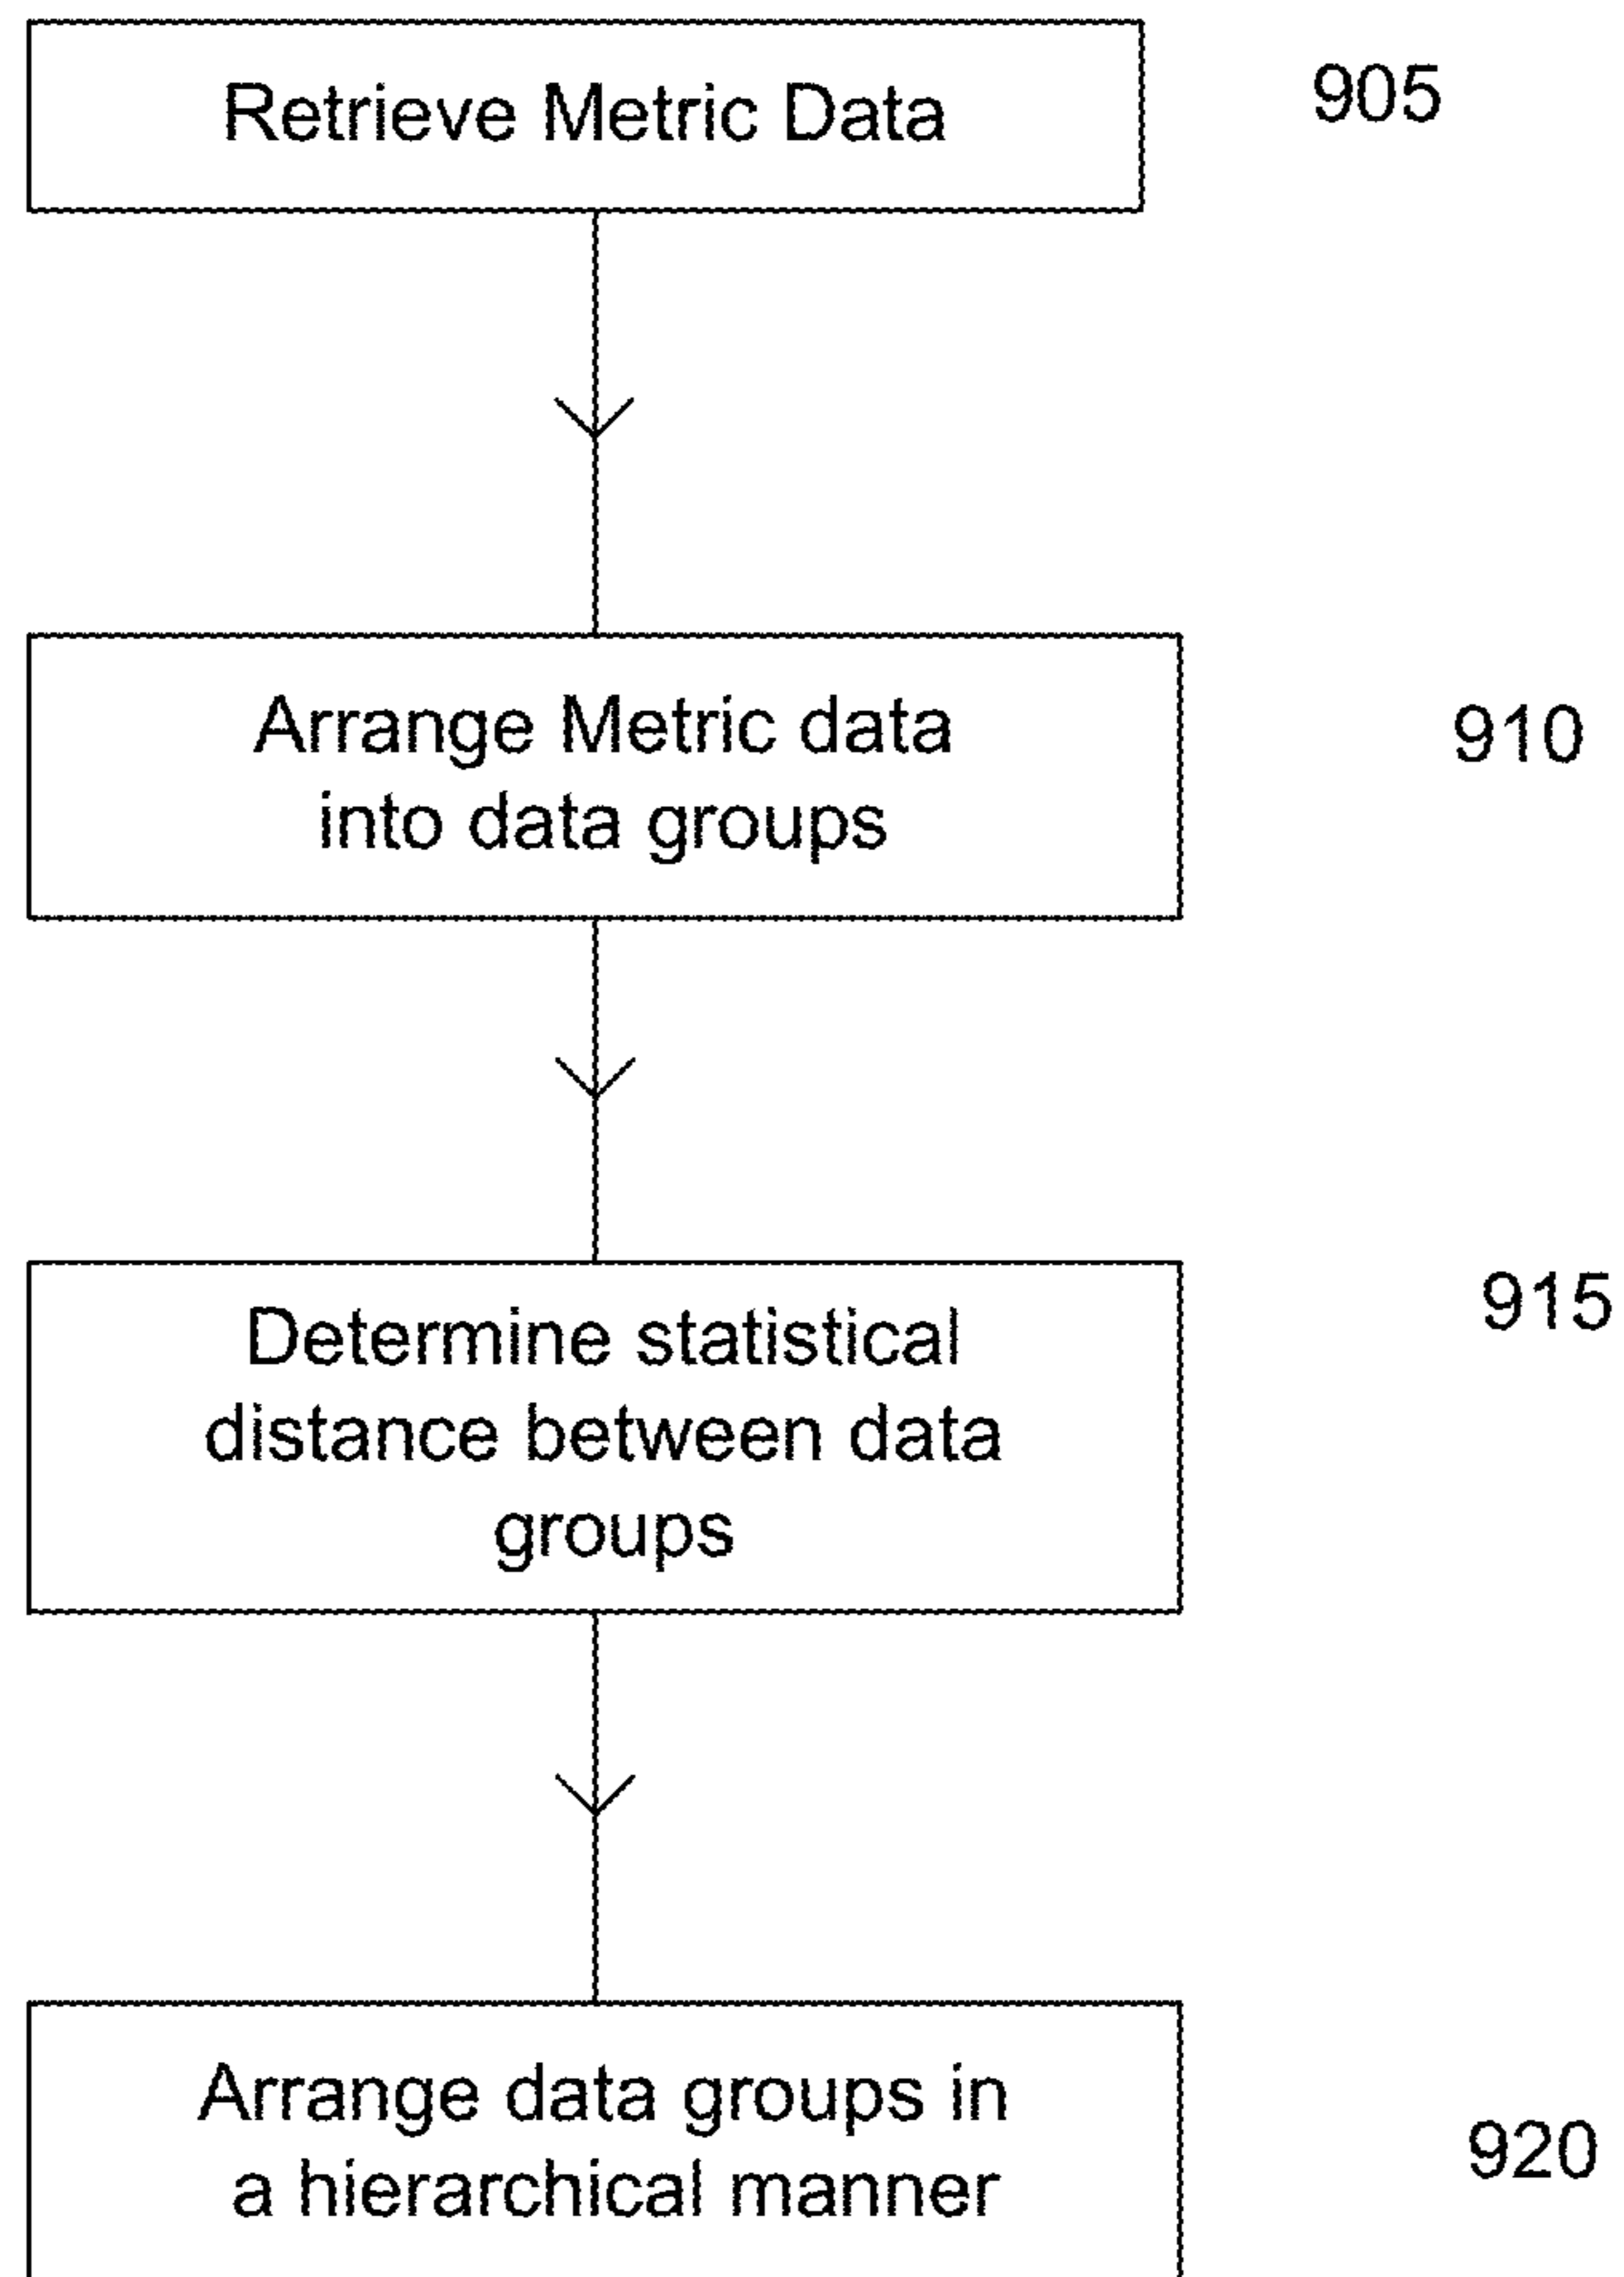 Retrieve Metric Data
905
Arrange Metric data
into data groups
910
Determine statistical
distance between data
groups
915
Arrange data groups in
a hierarchical manner
920